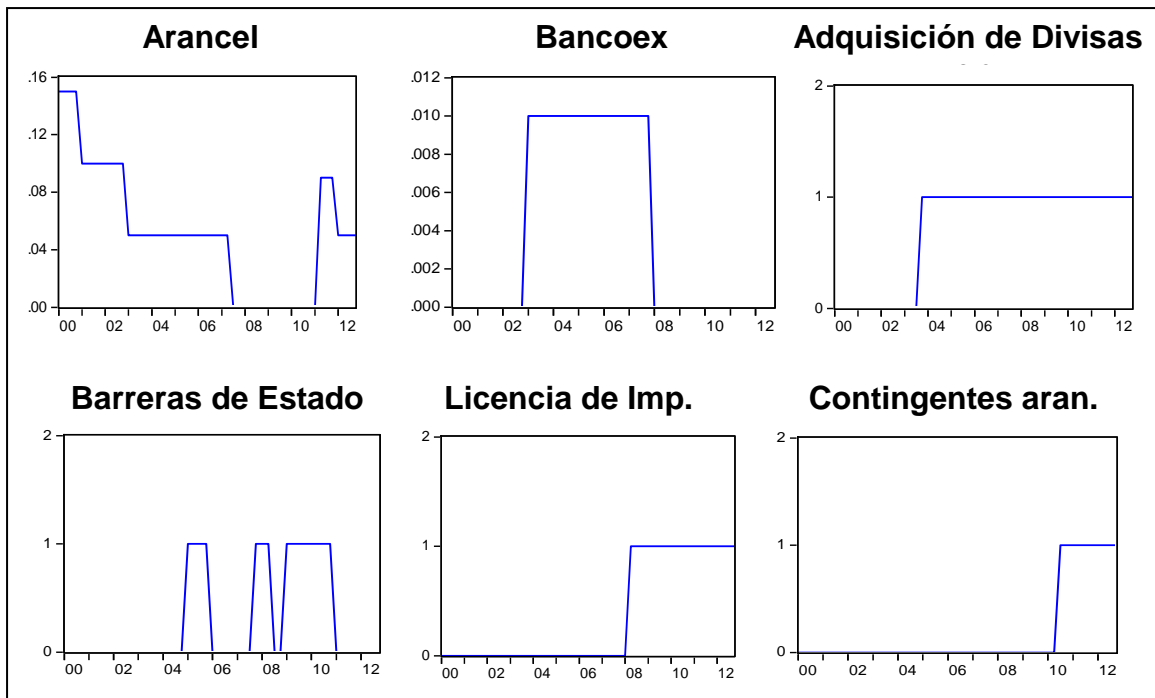 Arancel
Bancoex
Adquisición de Divisas
.16
.12
.08
.04
.00
00 02 04 06 08 10 12
.012
.010
.008
.006
.004
.002
.000
00 02 04 06 08 10 12
2
1
0
00 02 04 06 08 10 12
Barreras de Estado
Licencia de Imp.
Contingentes aran.
2
1
0
00 02 04 06 08 10 12
2
1
0
00 02 04 06 08 10 12
2
1
0
00 02 04 06 08 10 12